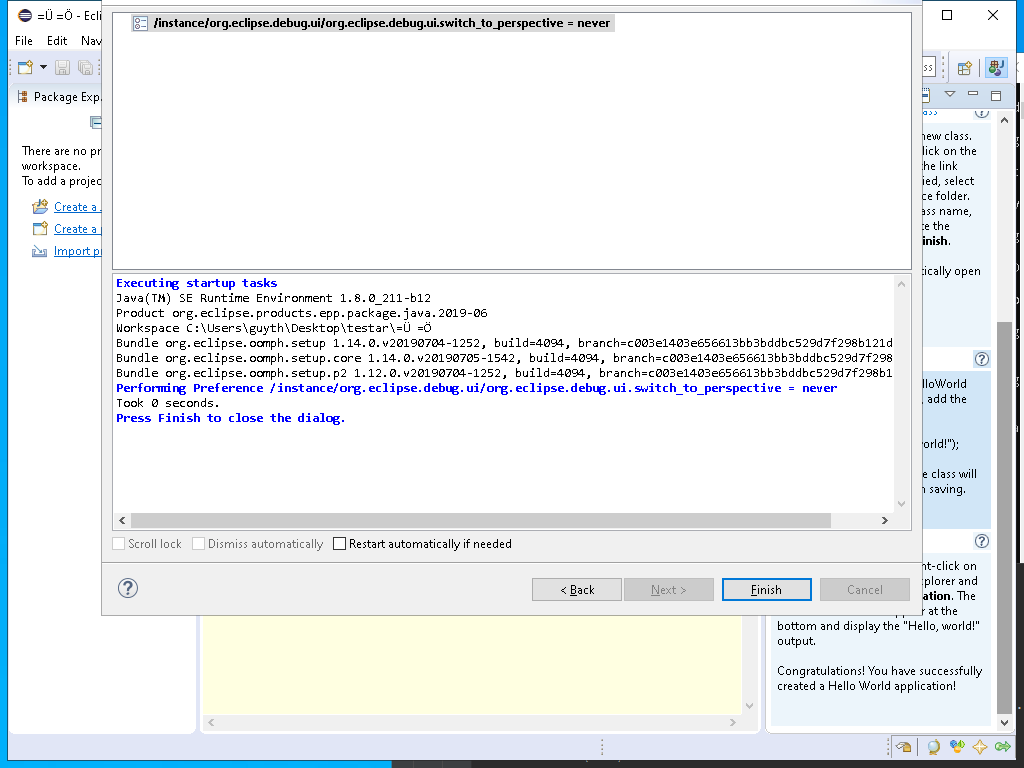 =Ü =Ö - Ecli
File Edit Nav
Package Exp
There are no pr
workspace.
To add a projec
Create a
Create a
Import p
/instance/org.eclipse.debug.ui/org.eclipse.debug.ui.switch_to_perspective = never
Executing startup tasks
Java(TM) SE Runtime Environment 1.8.0_211-b12
Product org.eclipse.products.epp.package.java.2019-06
Workspace C:\Users\guyth\Desktop\testar\=Ü =Ö
Bundle org.eclipse.oomph.setup 1.14.0.v20190704-1252, build=4094, branch=c003e1403e656613bb3bddbc529d7f298b121d
Bundle org.eclipse.oomph.setup.core 1.14.0.v20190705-1542, build=4094, branch=c003e1403e656613bb3bddbc529d7f298
Bundle org.eclipse.oomph.setup.p2 1.12.0.v20190704-1252, build=4094, branch=c003e1403e656613bb3bddbc529d7f298b1
Performing Preference /instance/org.eclipse.debug.ui/org.eclipse.debug.ui.switch_to_perspective = never
Took 0 seconds.
Press Finish to close the dialog.
Scroll lock Dismiss automatically Restart automatically if needed
< Back Next > Finish Cancel
ss
ass
new class.
lick on the
he link
ied, select
ce folder.
ass name,
te the
inish.
ically open
lloWorld
, add the
orld!");
e class will
n saving.
nt-click on
plorer and
ation. The
r at the
bottom and display the "Hello, world!"
output.
Congratulations! You have successfully
created a Hello World application!